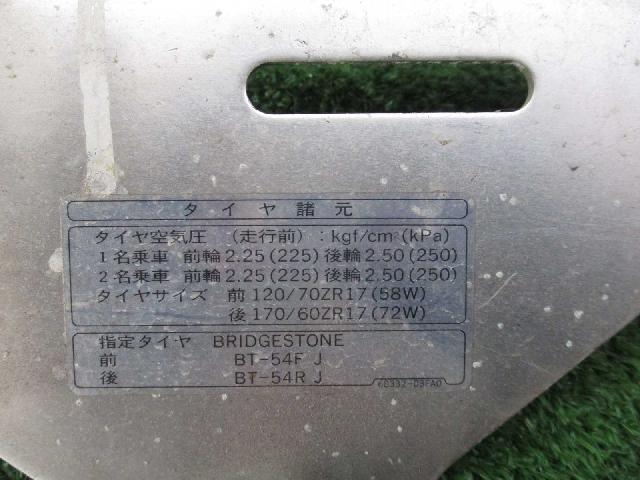 タイヤ諸元
タイヤ空気圧 (走行前) : kgf/cm² (kPa)
1名乗車 前輪 2.25 (225) 後輪 2.50 (250)
2名乗車 前輪 2.25 (225) 後輪 2.50 (250)
タイヤサイズ 前 120/70ZR17 (58W)
後 170/60ZR17 (72W)
指定タイヤ BRIDGESTONE
前 BT-54F J
後 BT-54R J
68332-08FA0